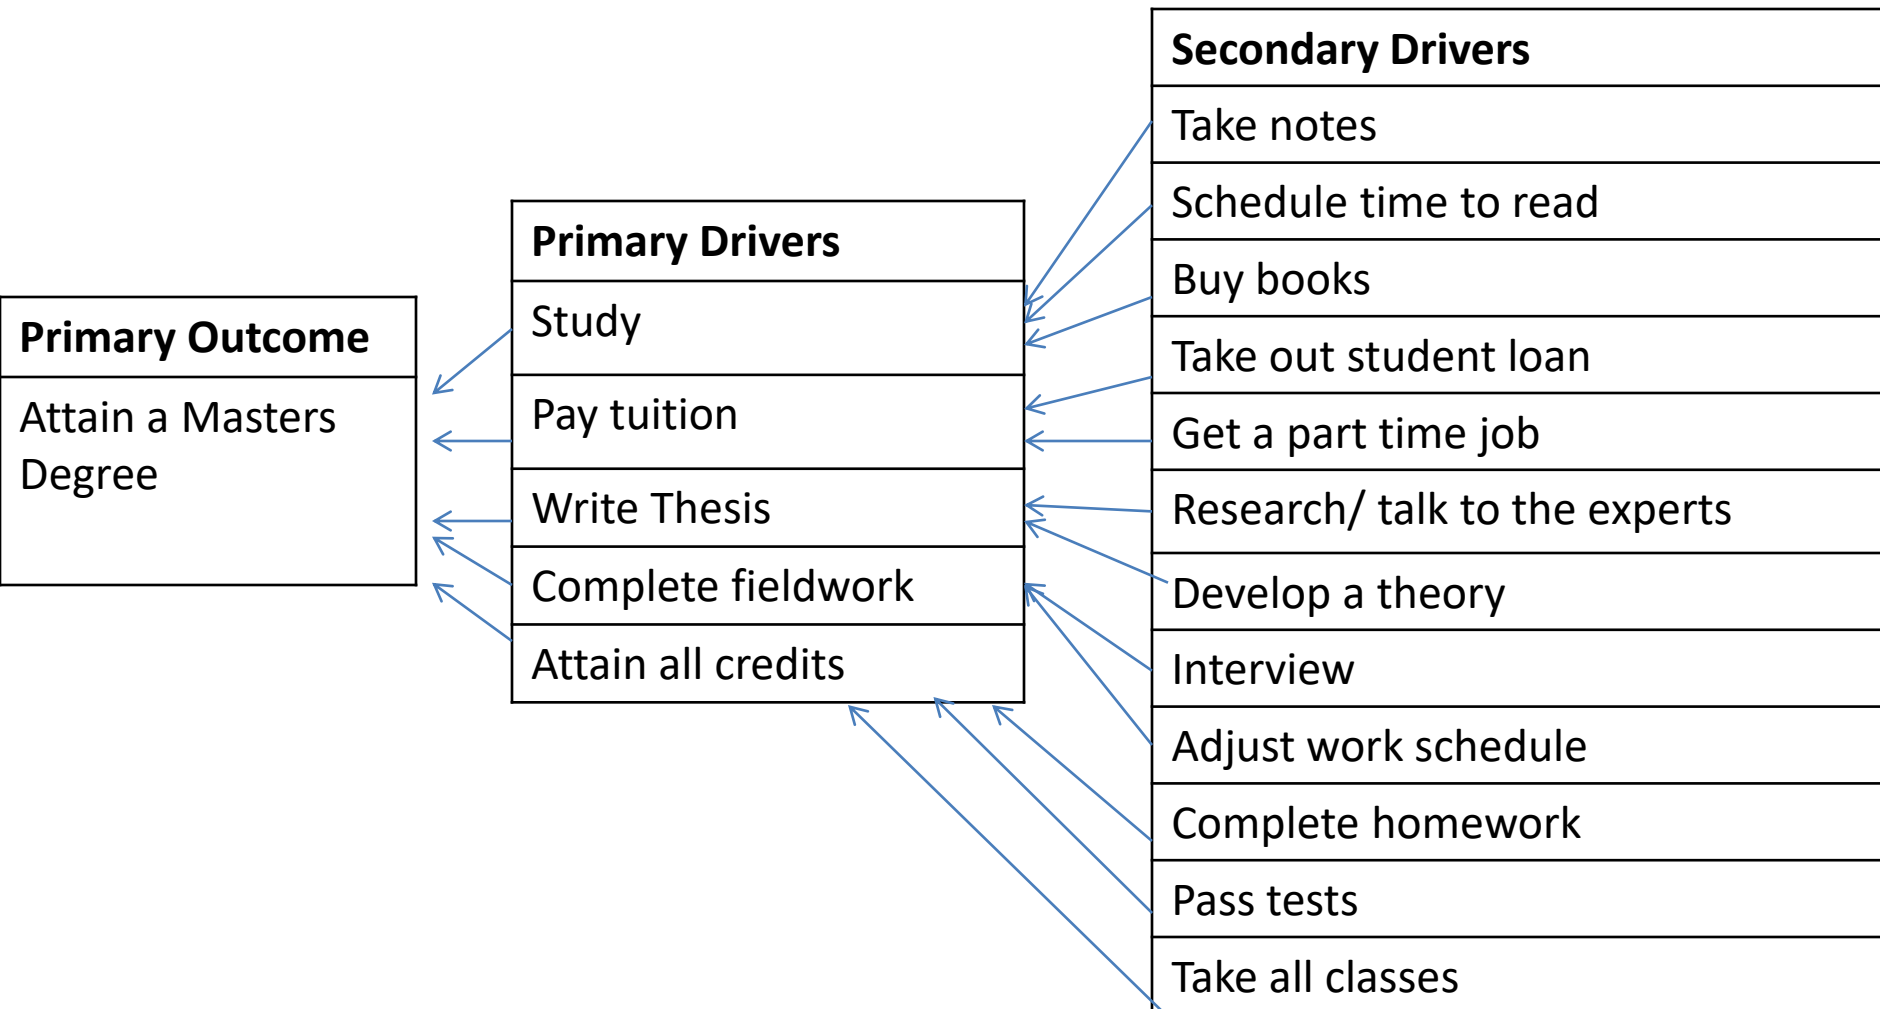 Primary Outcome
Attain a Masters
Degree
Primary Drivers
Study
Pay tuition
Write Thesis
Complete fieldwork
Attain all credits
Secondary Drivers
Take notes
Schedule time to read
Buy books
Take out student loan
Get a part time job
Research/ talk to the experts
Develop a theory
Interview
Adjust work schedule
Complete homework
Pass tests
Take all classes